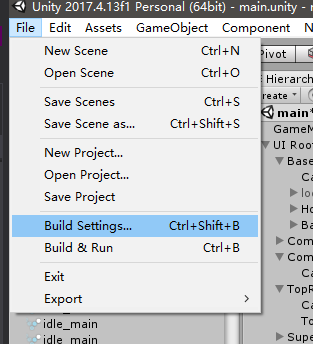 Unity 2017.4.13f1 Personal (64bit) - main.unity -
File Edit Assets GameObject Component
New Scene Ctrl+N
Open Scene Ctrl+O
Save Scenes Ctrl+S
Save Scene as... Ctrl+Shift+S
New Project...
Open Project...
Save Project
Build Settings... Ctrl+Shift+B
Build & Run Ctrl+B
Exit
Export
idle_main
idle_main
Pivot
Hierarch
reate
main*
GameM
UI Root
Base
Ca
loc
Ho
Ba
Com
Com
Ca
TopR
Ca
To
Supe